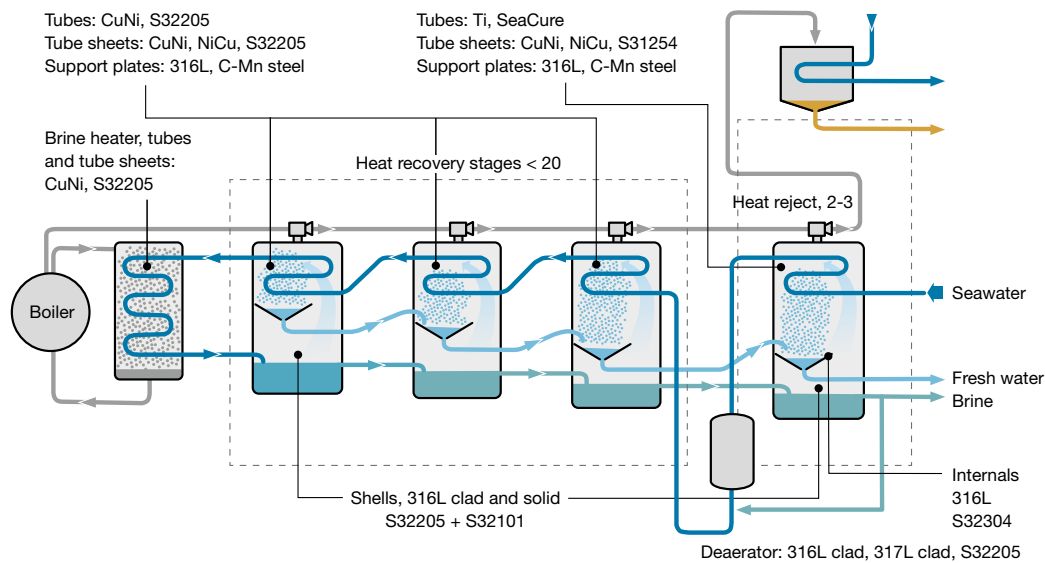 Tubes: CuNi, S32205
Tube sheets: CuNi, NiCu, S32205
Support plates: 316L, C-Mn steel
Tubes: Ti, SeaCure
Tube sheets: CuNi, NiCu, S31254
Support plates: 316L, C-Mn steel
Brine heater, tubes
and tube sheets:
CuNi, S32205
Heat recovery stages < 20
Heat reject, 2-3
Boiler
Seawater
Fresh water
Brine
Shells, 316L clad and solid
S32205 + S32101
Internals
316L
S32304
Deaerator: 316L clad, 317L clad, S32205